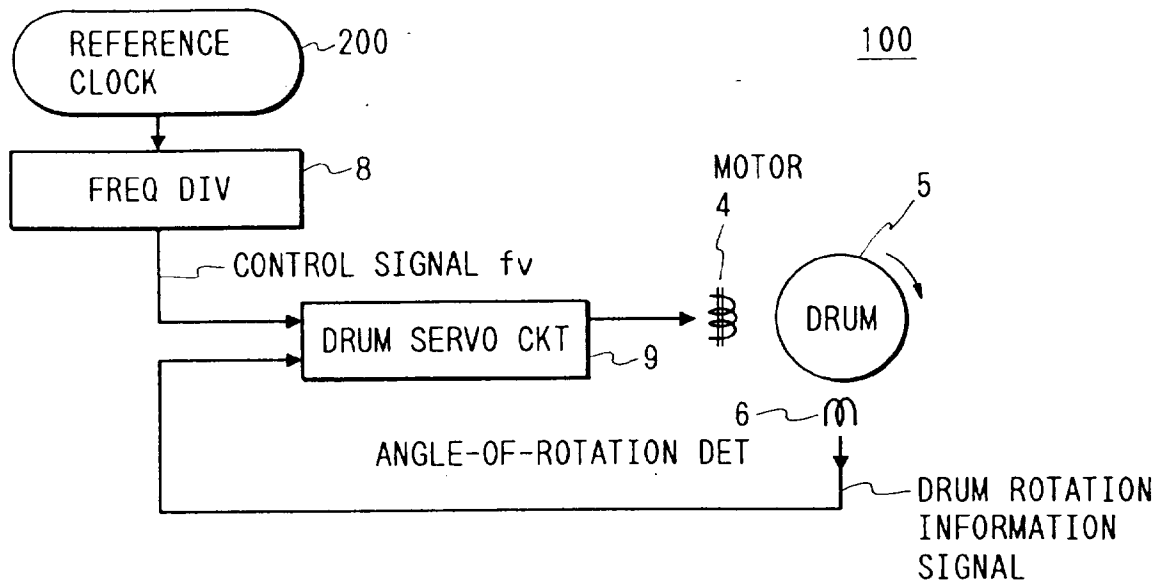 REFERENCE
CLOCK
200
100
FREQ DIV
8
MOTOR
4
5
CONTROL SIGNAL fv
DRUM
DRUM SERVO CKT
9
6
ANGLE-OF-ROTATION DET
DRUM ROTATION
INFORMATION
SIGNAL